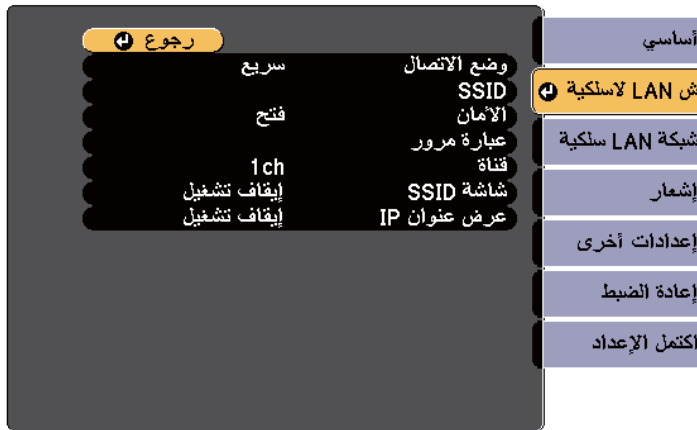 أساسي
ش LAN لاسلكية
شبكة LAN سلكية
إشعار
إعدادات أخرى
إعادة الضبط
اكتمل الإعداد
رجوع
وضع الاتصال سريع
SSID
الأمان فتح
عبارة مرور
قناة 1ch
شاشة SSID إيقاف تشغيل
عرض عنوان IP إيقاف تشغيل